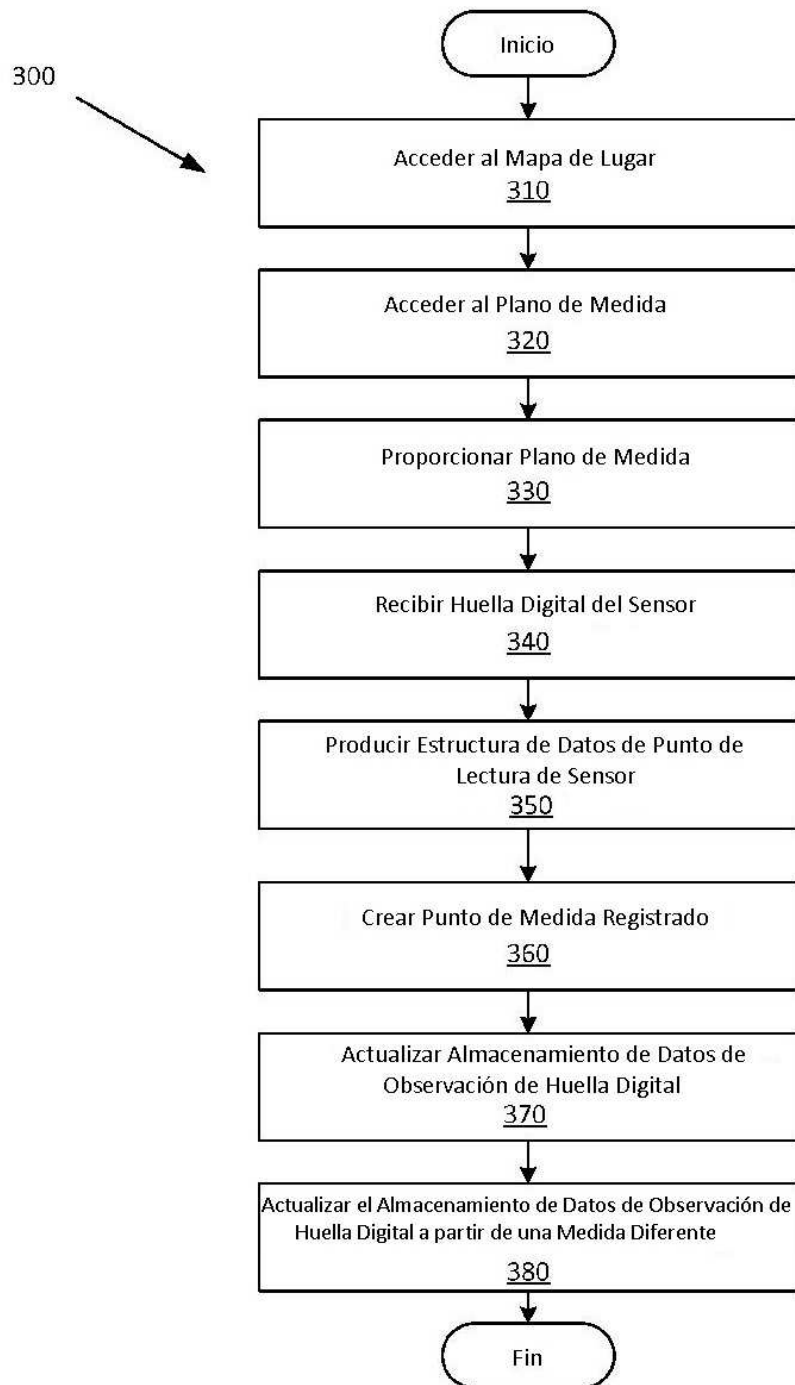 Inicio
300
Acceder al Mapa de Lugar
310
Acceder al Plano de Medida
320
Proporcionar Plano de Medida
330
Recibir Huella Digital del Sensor
340
Producir Estructura de Datos de Punto de
Lectura de Sensor
350
Crear Punto de Medida Registrado
360
Actualizar Almacenamiento de Datos de
Observación de Huella Digital
370
Actualizar el Almacenamiento de Datos de Observación de
Huella Digital a partir de una Medida Diferente
380
Fin